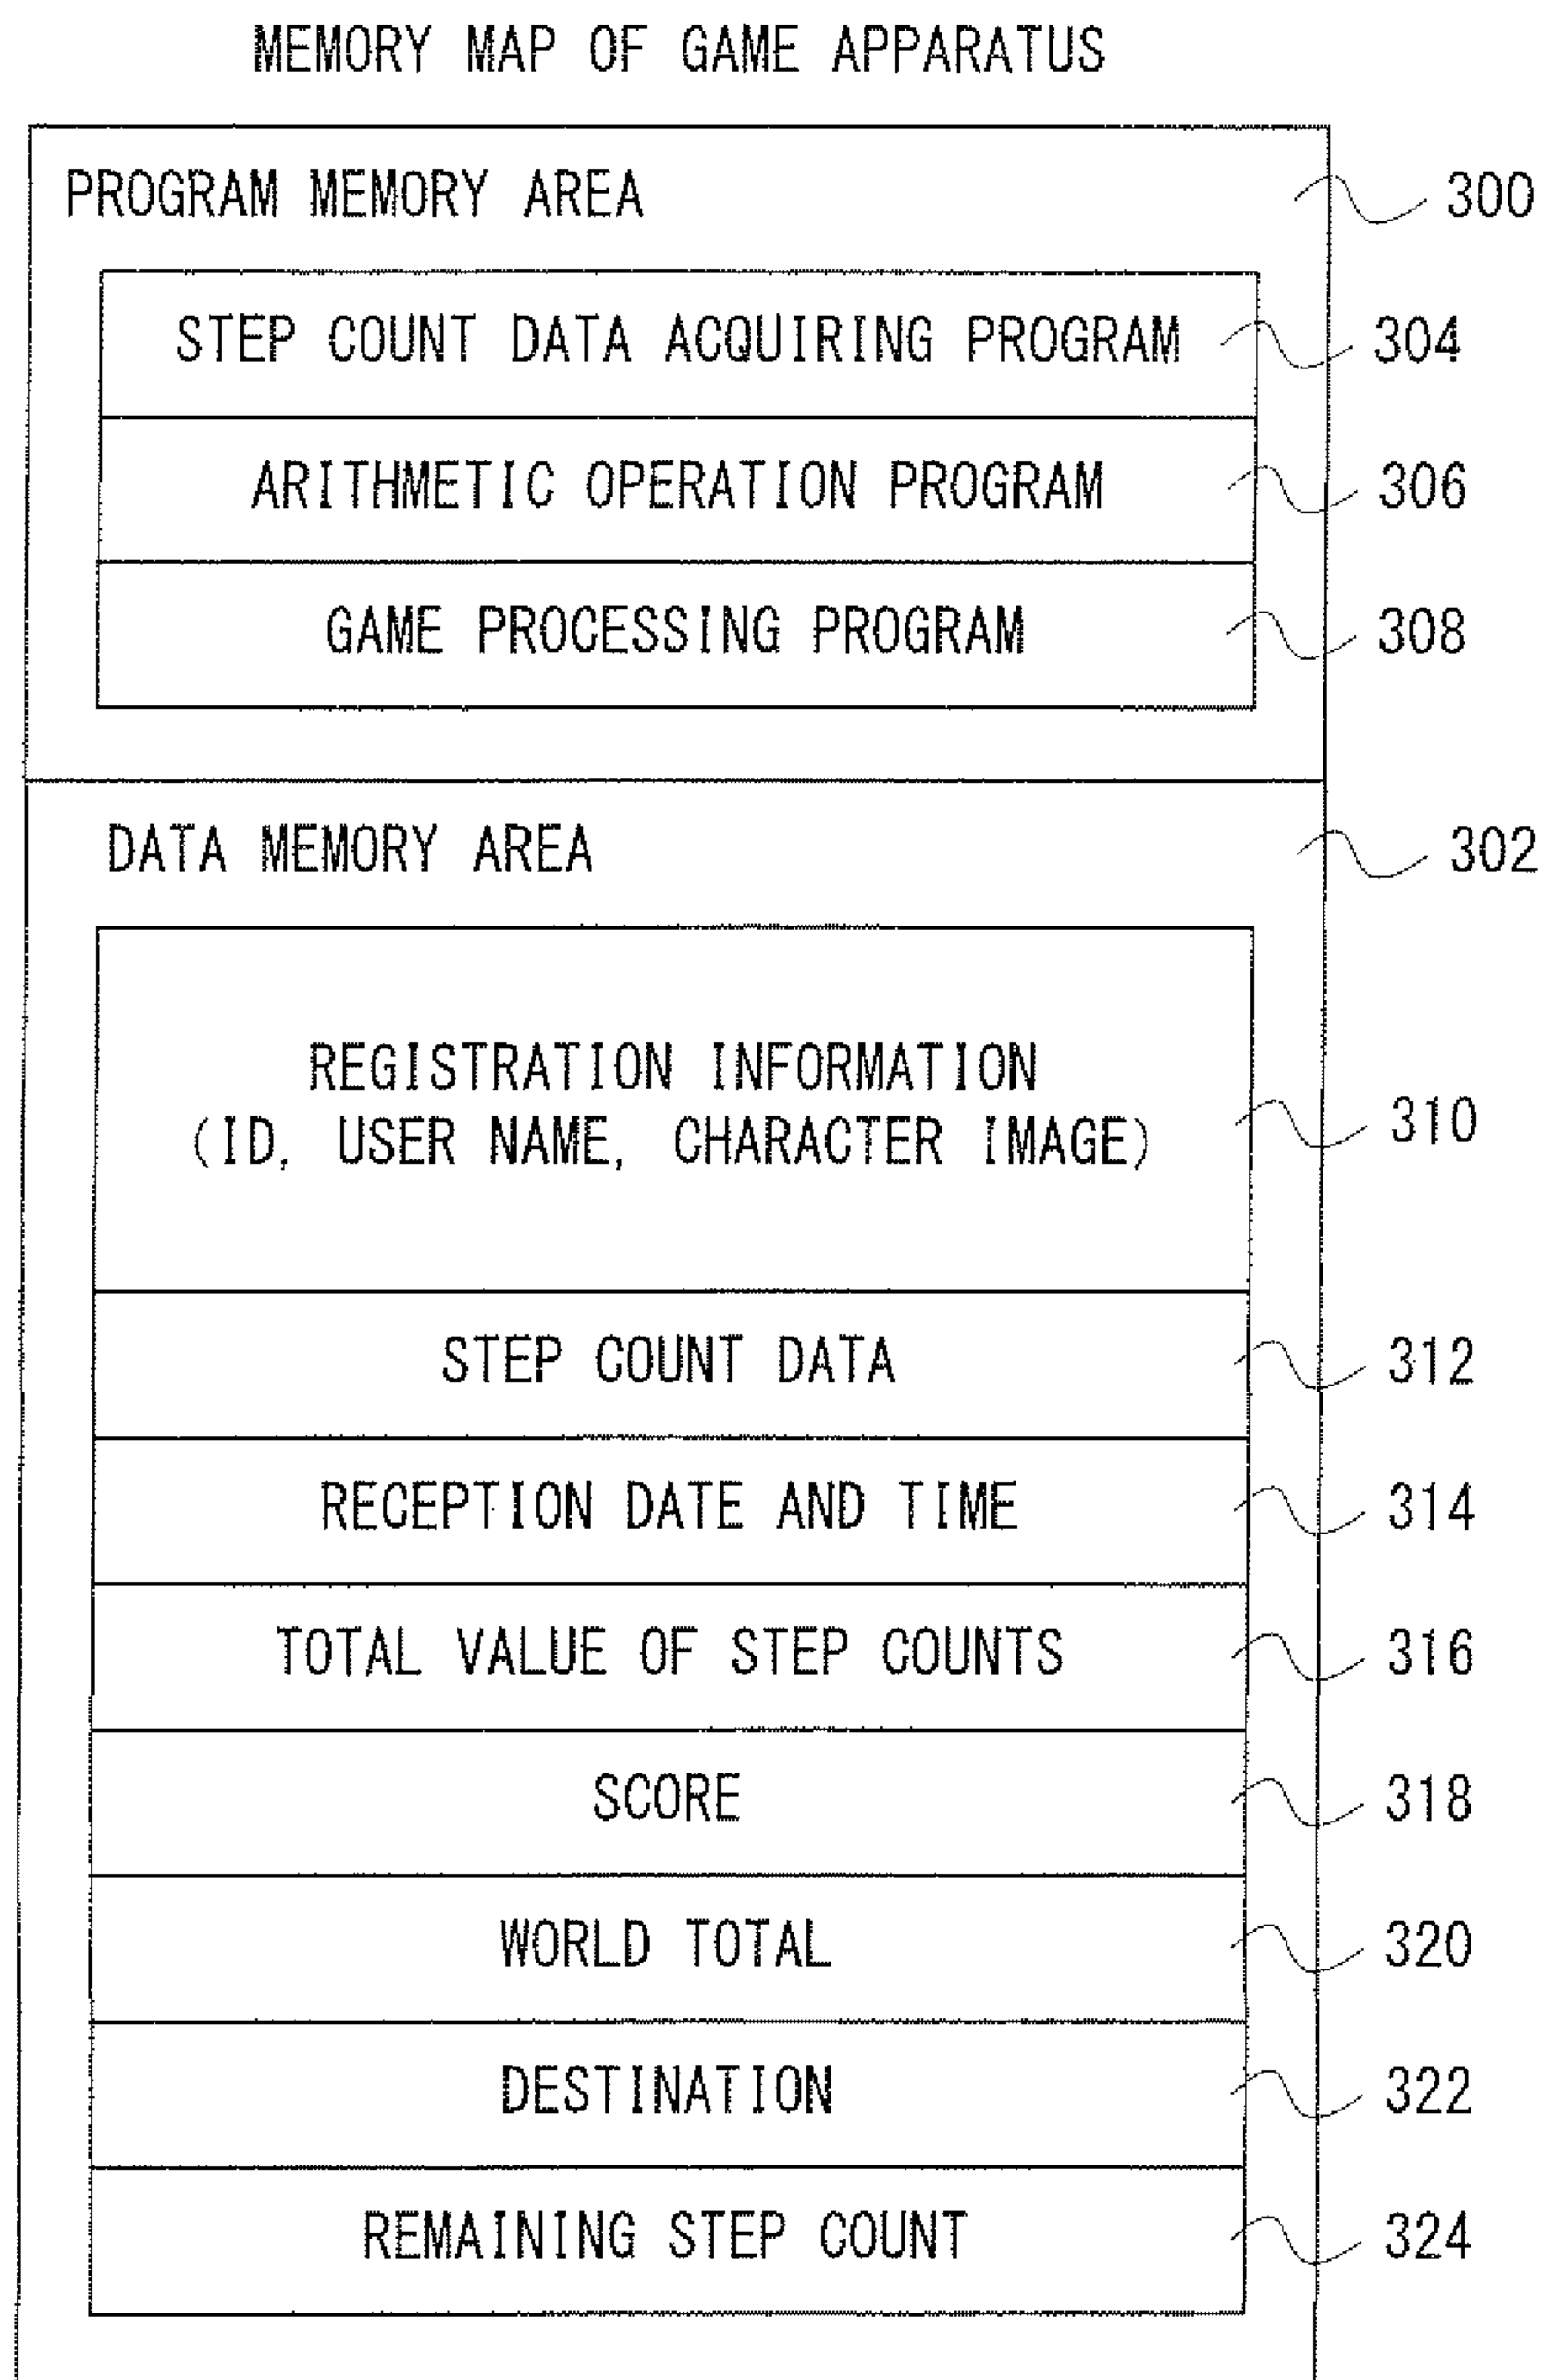 MEMORY MAP OF GAME APPARATUS
PROGRAM MEMORY AREA 300
STEP COUNT DATA ACQUIRING PROGRAM 304
ARITHMETIC OPERATION PROGRAM 306
GAME PROCESSING PROGRAM 308
DATA MEMORY AREA 302
REGISTRATION INFORMATION
(ID, USER NAME, CHARACTER IMAGE) 310
STEP COUNT DATA 312
RECEPTION DATE AND TIME 314
TOTAL VALUE OF STEP COUNTS 316
SCORE 318
WORLD TOTAL 320
DESTINATION 322
REMAINING STEP COUNT 324